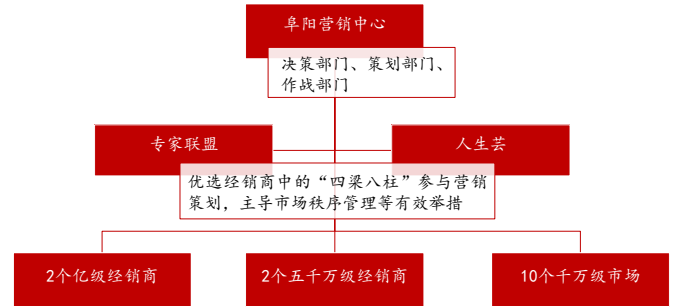 阜阳营销中心
决策部门、策划部门、
作战部门
专家联盟
人生芸
优选经销商中的“四梁八柱”参与营销
策划，主导市场秩序管理等有效举措
2个亿级经销商
2个五千万级经销商
10个千万级市场